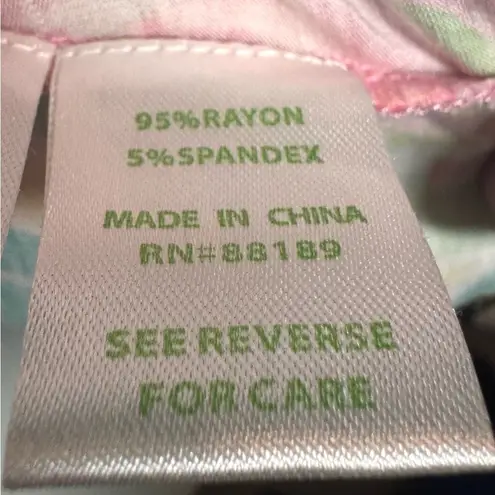 95%RAYON
5%SPANDEX
MADE IN CHINA
RN#88189
SEE REVERSE
FOR CARE